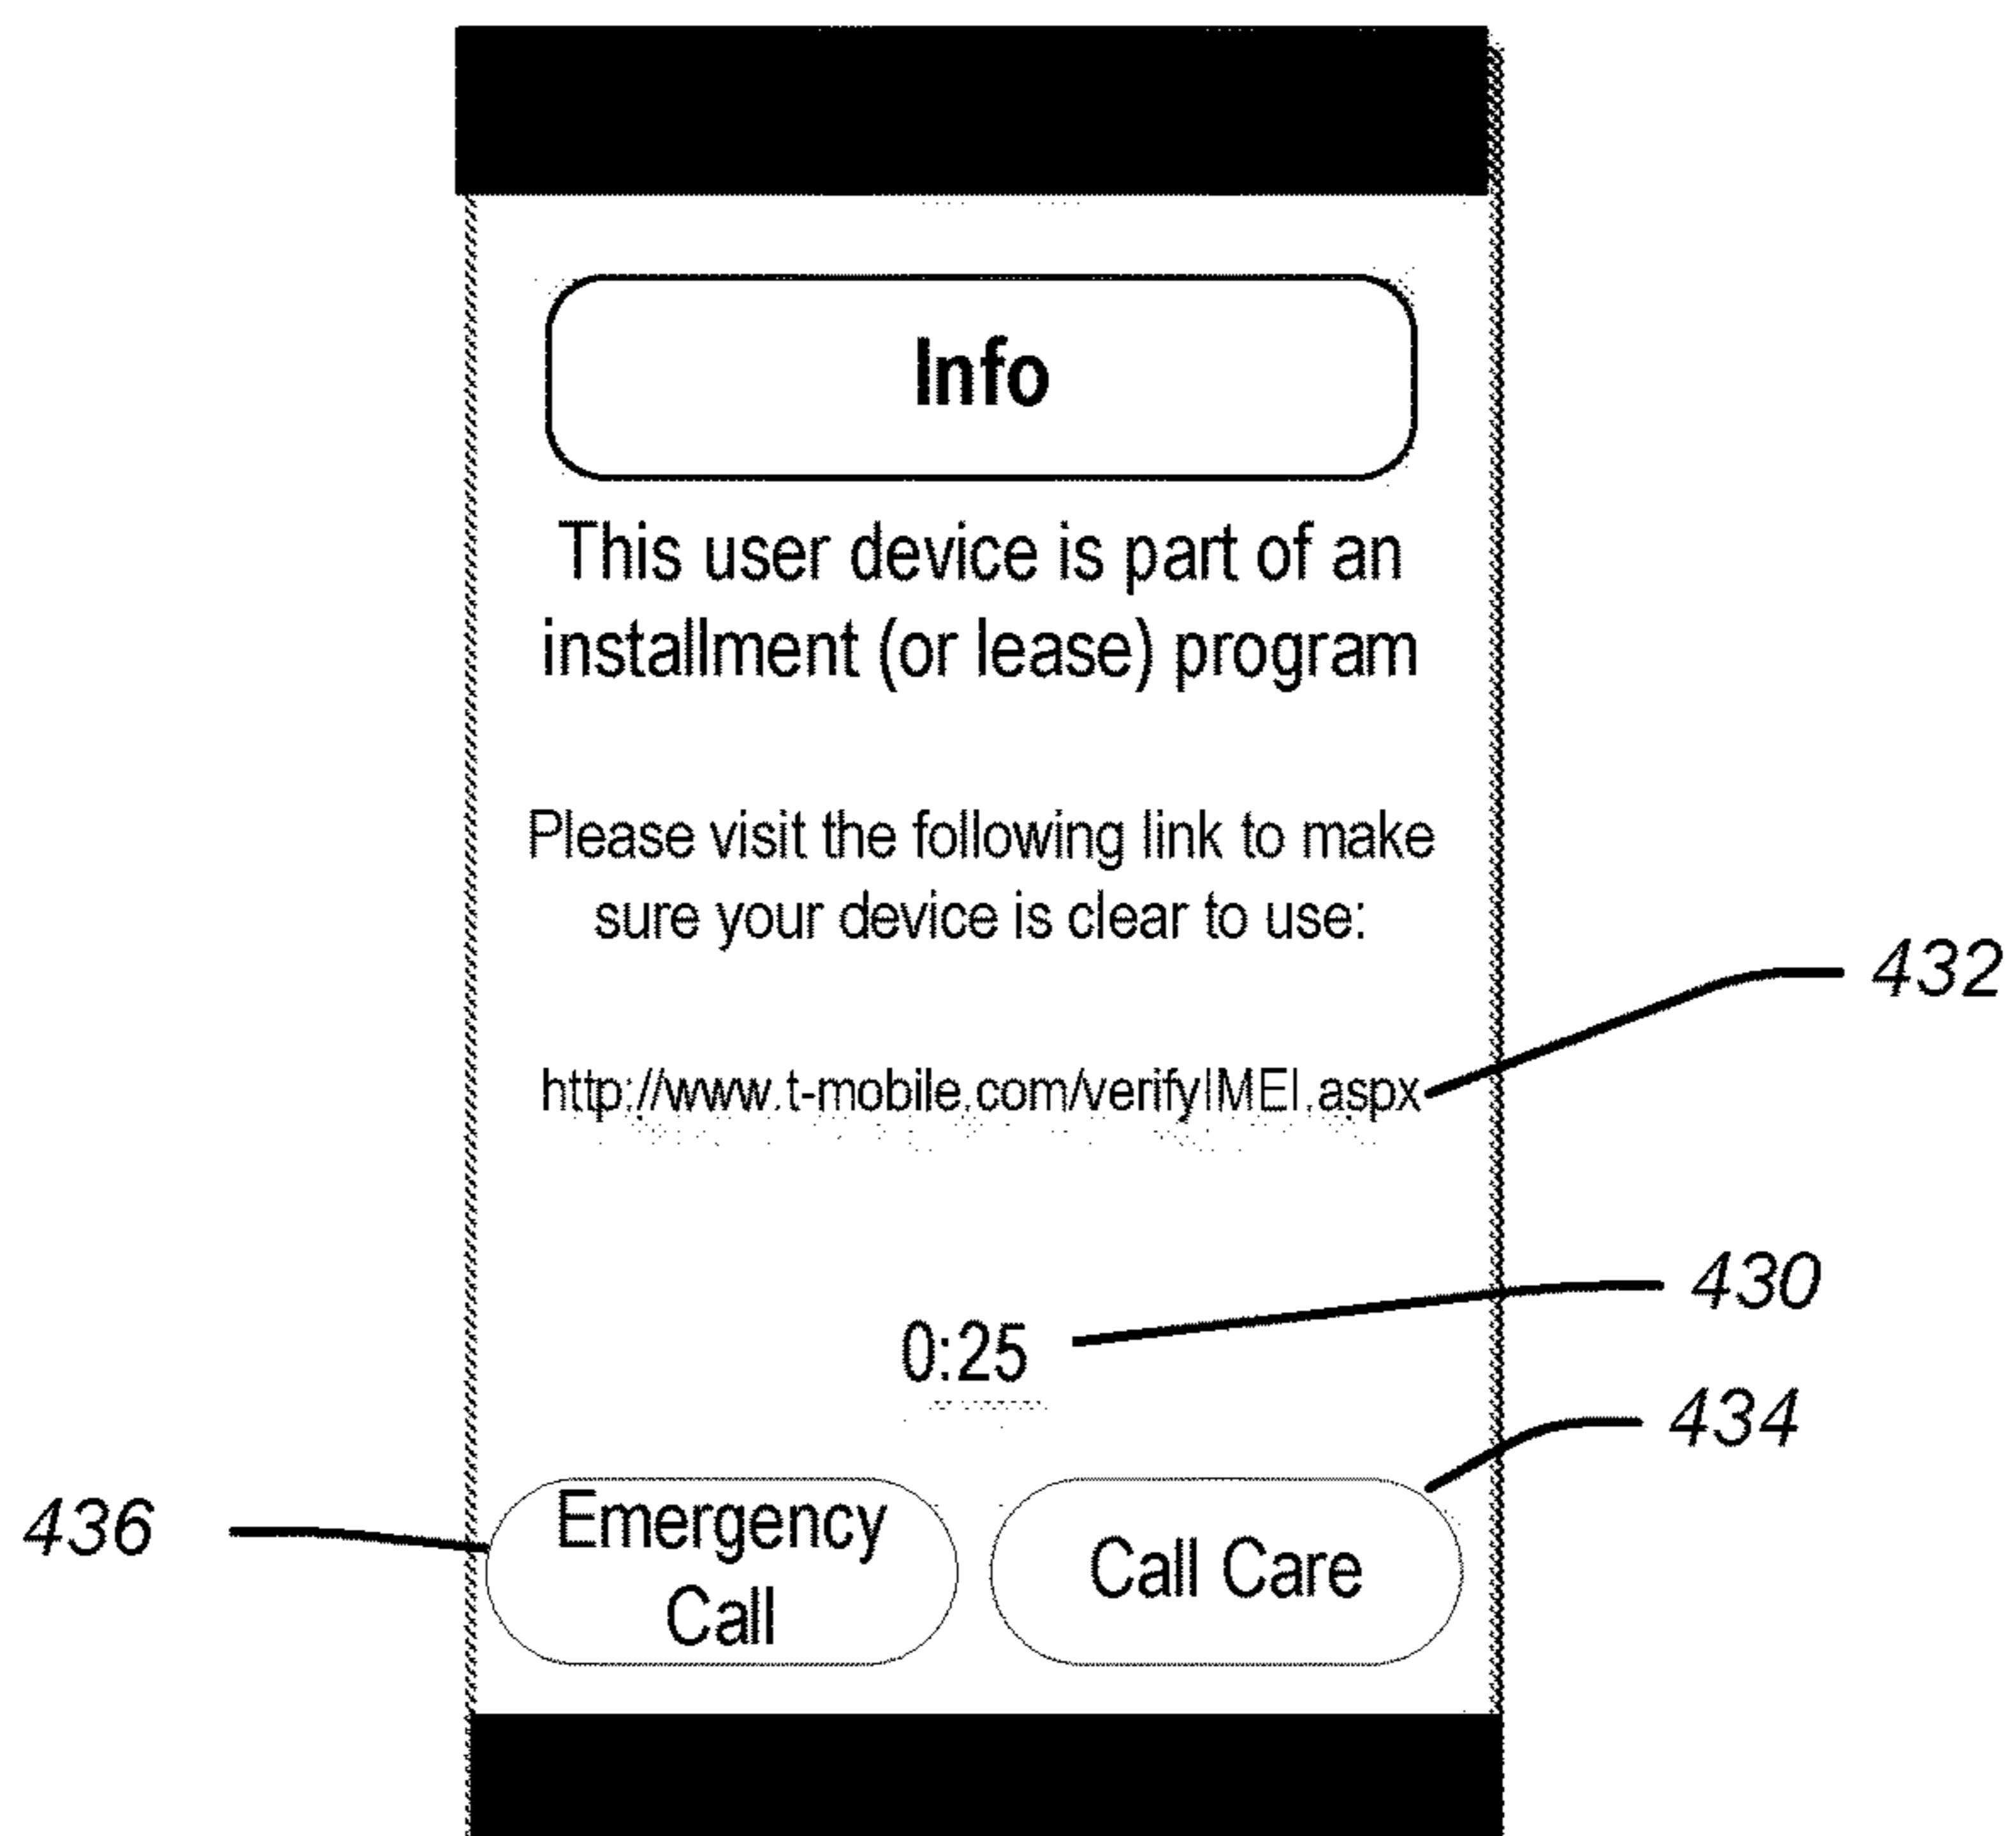 Info
This user device is part of an
installment (or lease) program
Please visit the following link to make
sure your device is clear to use:
432
http://www.t-mobile.com/verifyIMEI.aspx
430
0:25
434
436
Emergency
Call
Call Care